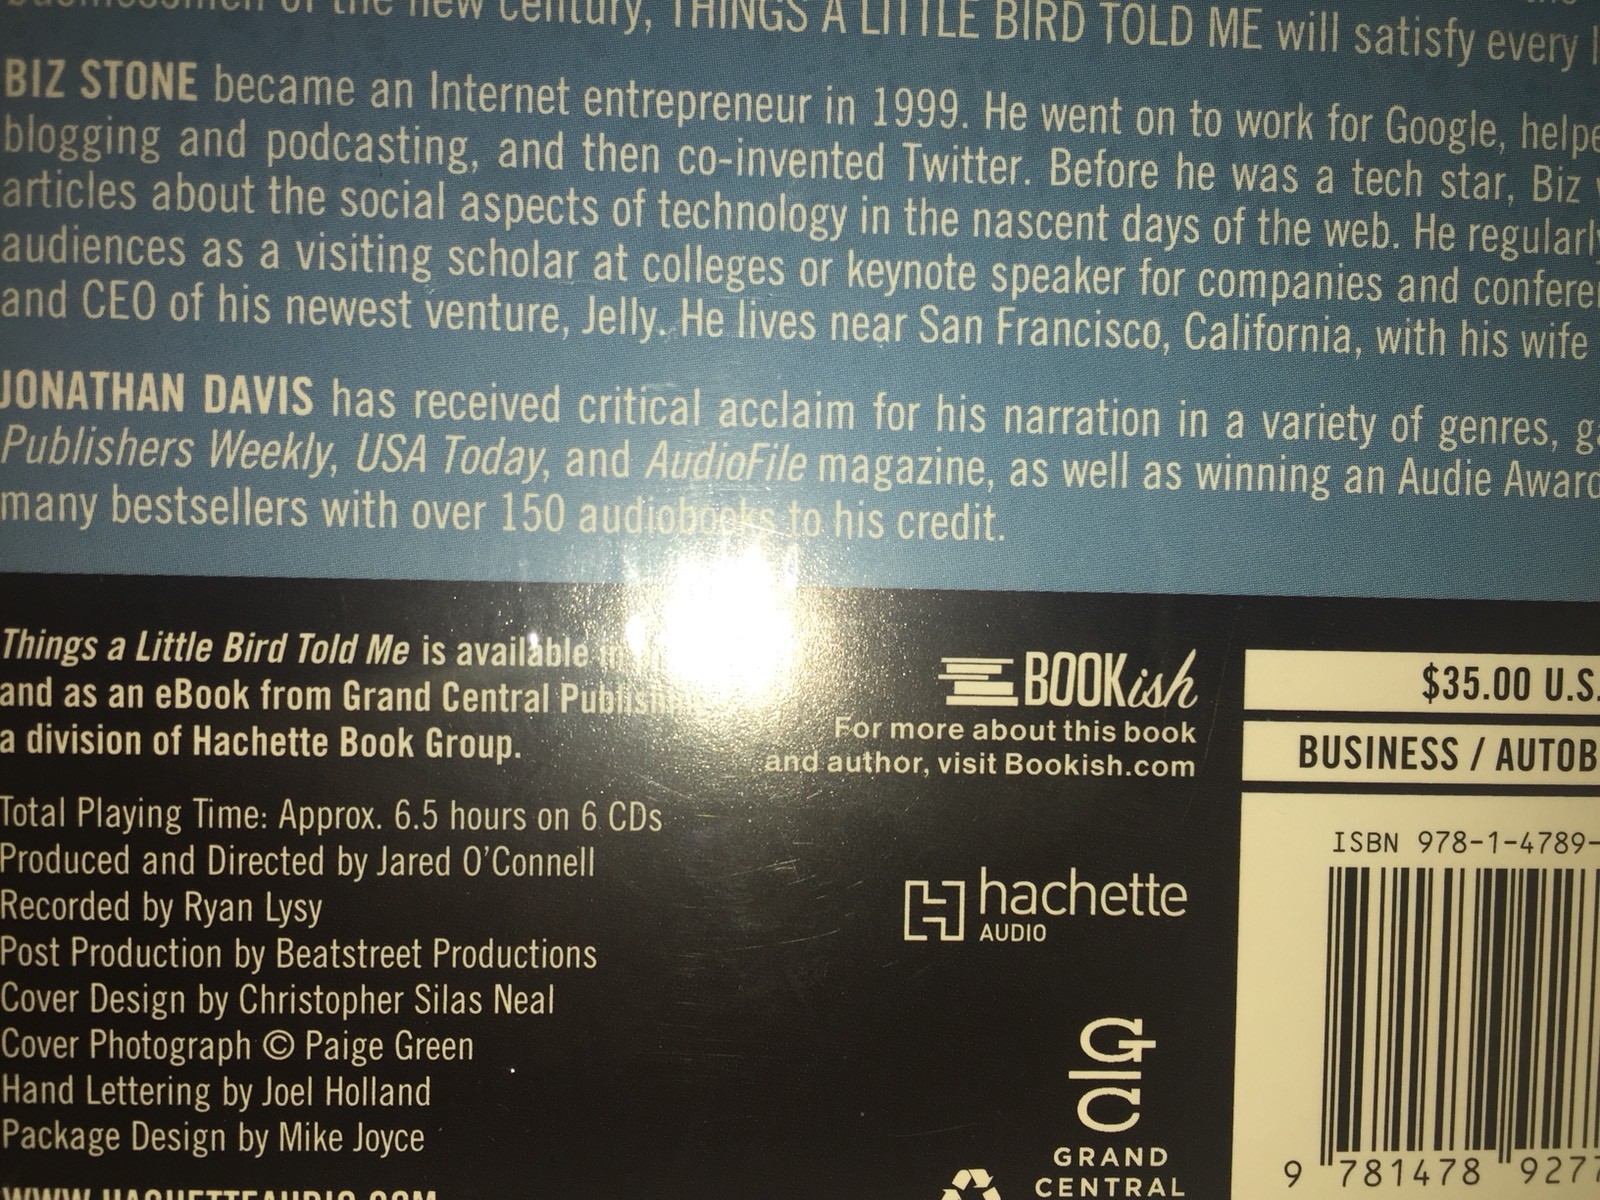 of the new century, THINGS A LITTLE BIRD TOLD ME will satisfy every
BIZ STONE became an Internet entrepreneur in 1999. He went on to work for Google, helpe
blogging and podcasting, and then co-invented Twitter. Before he was a tech star, Biz
articles about the social aspects of technology in the nascent days of the web. He regularly
audiences as a visiting scholar at colleges or keynote speaker for companies and confere
and CEO of his newest venture, Jelly. He lives near San Francisco, California, with his wife
JONATHAN DAVIS has received critical acclaim for his narration in a variety of genres,
Publishers Weekly, USA Today, and AudioFile magazine, as well as winning an Audie Award
many bestsellers with over 150 audiobooks to his credit.
Things a Little Bird Told Me is available
and as an eBook from Grand Central Publish
a division of Hachette Book Group.
Total Playing Time: Approx. 6.5 hours on 6 CDs
Produced and Directed by Jared O'Connell
Recorded by Ryan Lysy
Post Production by Beatstreet Productions
Cover Design by Christopher Silas Neal
Cover Photograph © Paige Green
Hand Lettering by Joel Holland
Package Design by Mike Joyce
WWW.HACHETTEAUDIO.COM
BOOKish
For more about this book
and author, visit Bookish.com
hachette
AUDIO
GC
GRAND
CENTRAL
$35.00 U.S.
BUSINESS / AUTOB
ISBN 978-1-4789-
9 781478 9277